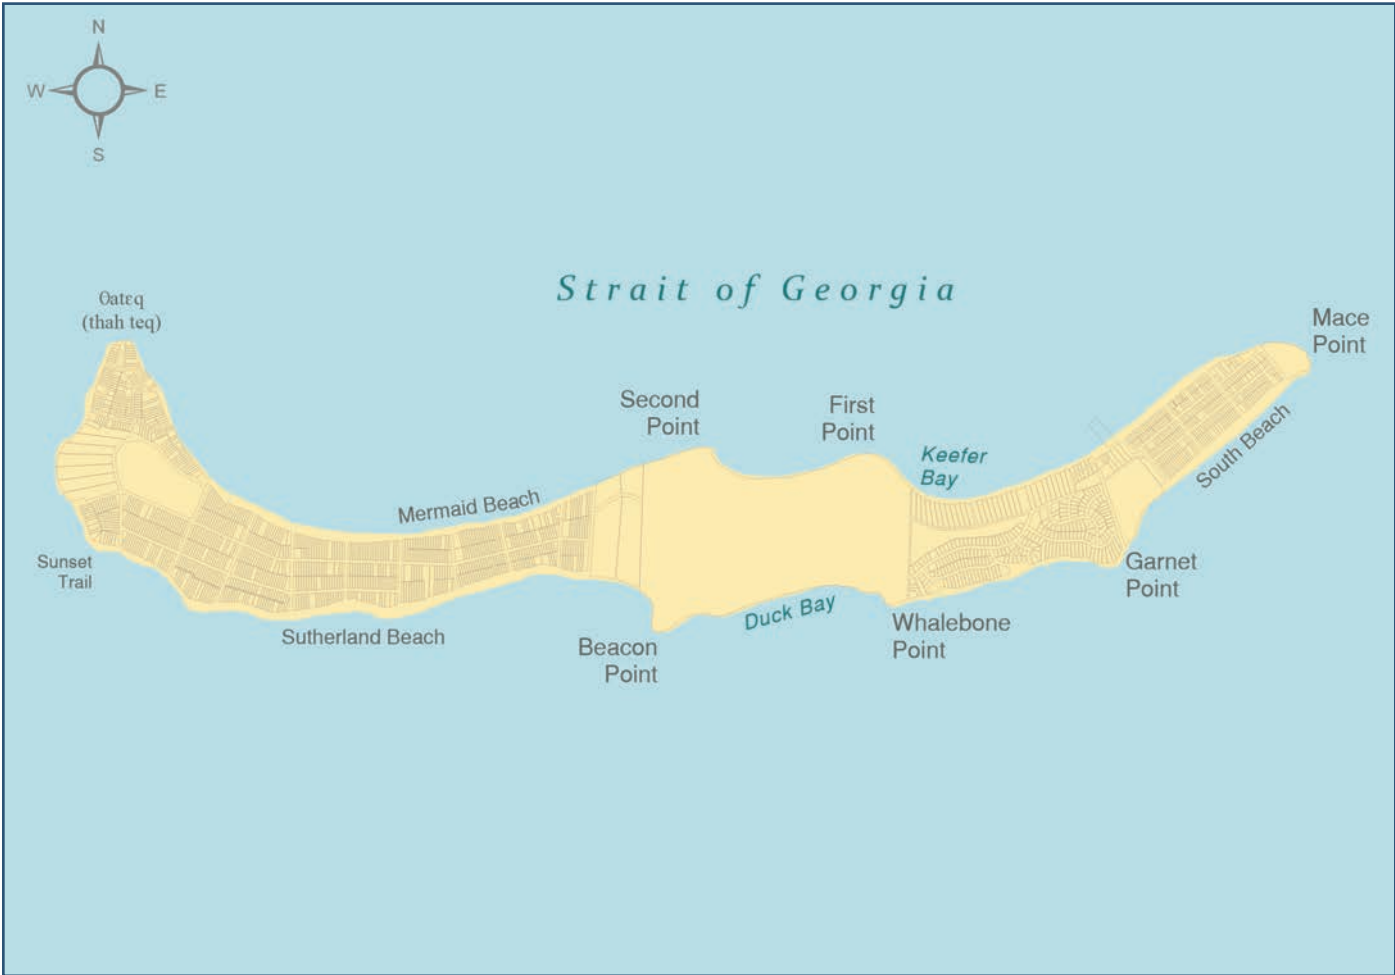 N
W
E
S
Strait of Georgia
θatεq
(thah teq)
Mace
Point
Second
Point
First
Point
Keefer
Bay
South Beach
Mermaid Beach
Sunset
Trail
Garnet
Point
Duck Bay
Whalebone
Point
Sutherland Beach
Beacon
Point